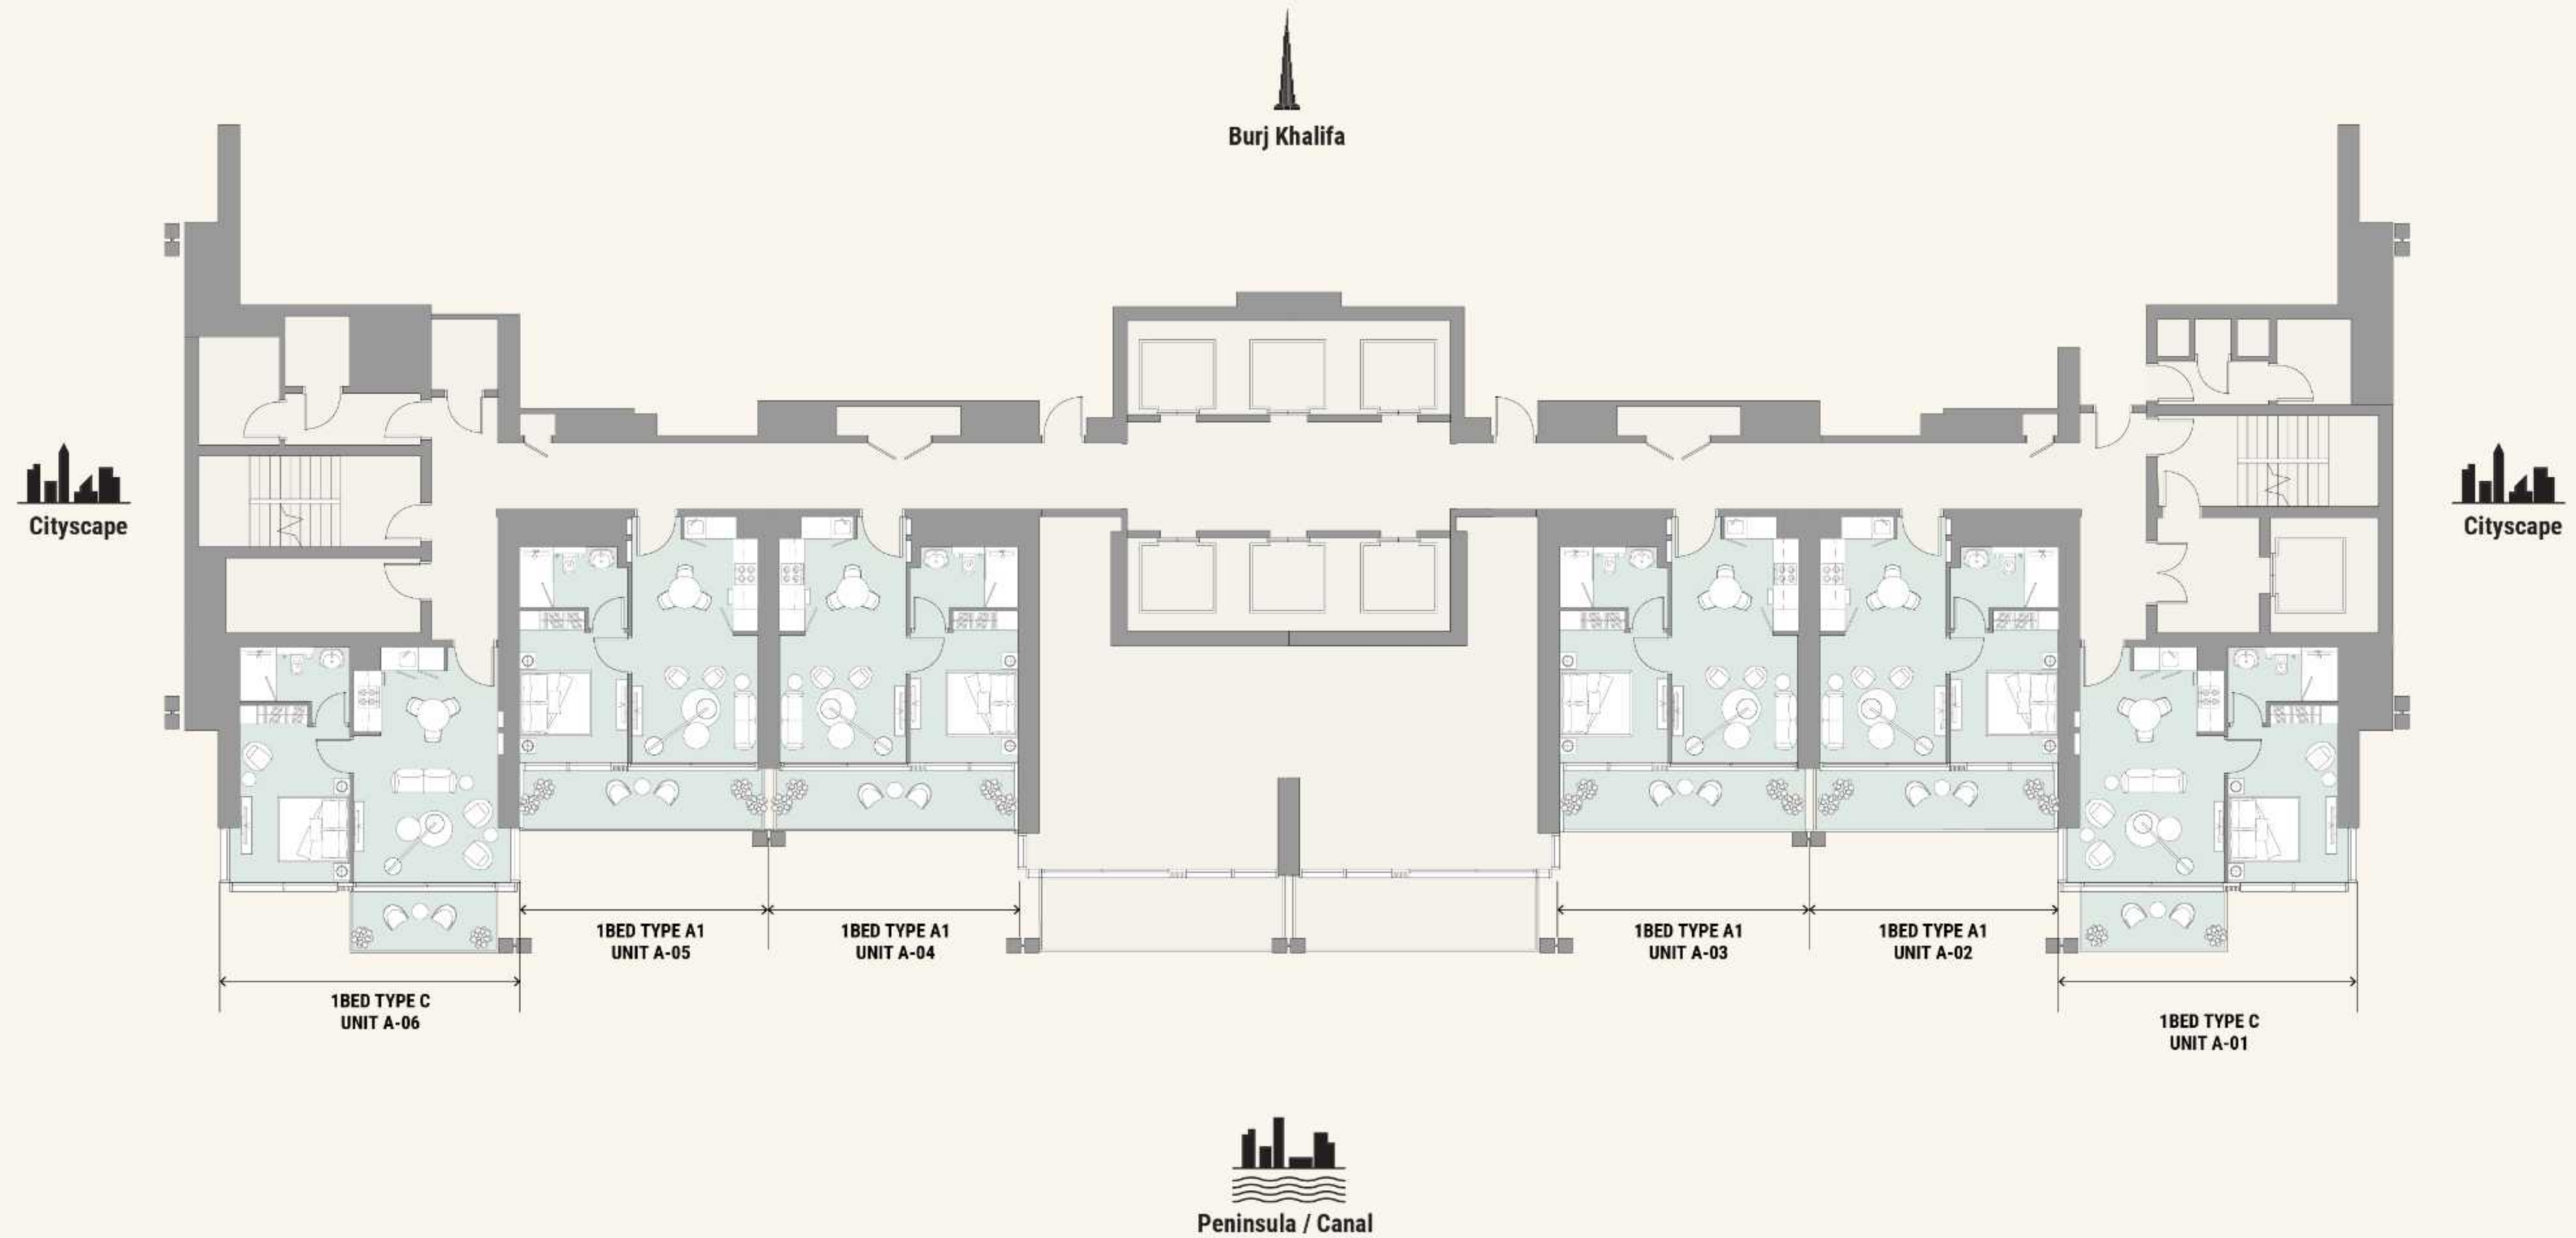 Burj Khalifa
Cityscape
Cityscape
1BED TYPE A1
UNIT A-05
1BED TYPE A1
UNIT A-04
1BED TYPE A1
UNIT A-03
1BED TYPE A1
UNIT A-02
1BED TYPE C
UNIT A-06
1BED TYPE C
UNIT A-01
Peninsula / Canal